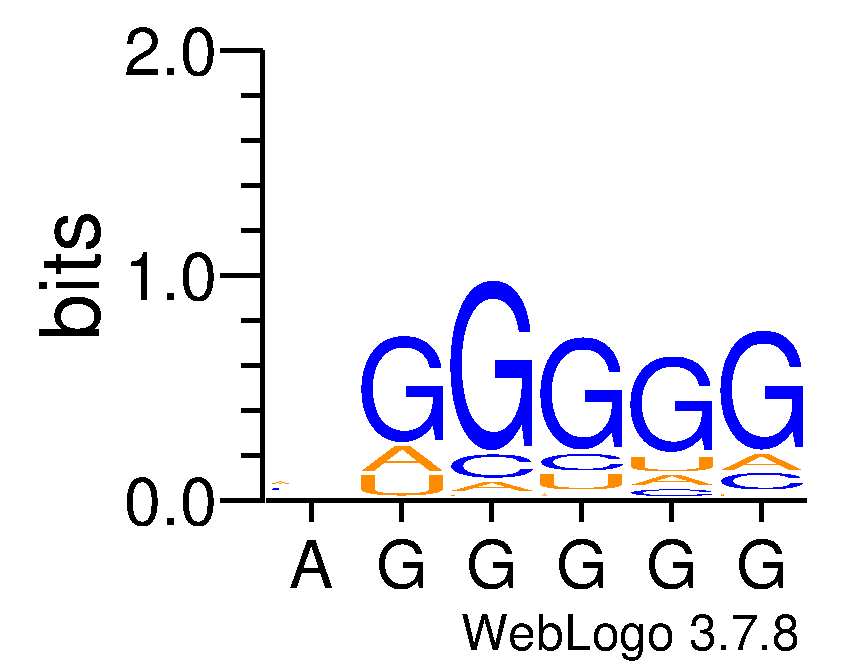 2.0
1.0
0.0
bits
G G G G G
A C C U A
U A U A C
C
A G G G G G
WebLogo 3.7.8